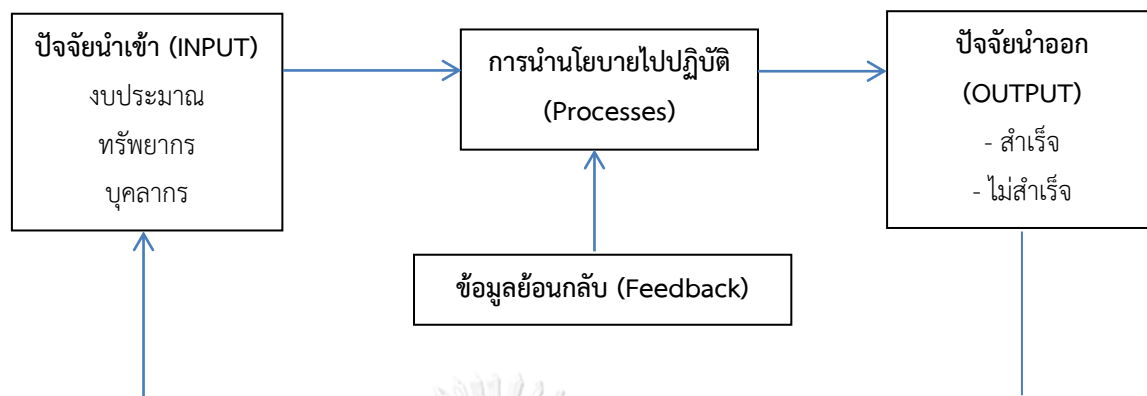 ปัจจัยนำเข้า (INPUT)
งบประมาณ
ทรัพยากร
บุคลากร
การนำนโยบายไปปฏิบัติ
(Processes)
ปัจจัยนำออก
(OUTPUT)
- สำเร็จ
- ไม่สำเร็จ
ข้อมูลย้อนกลับ (Feedback)